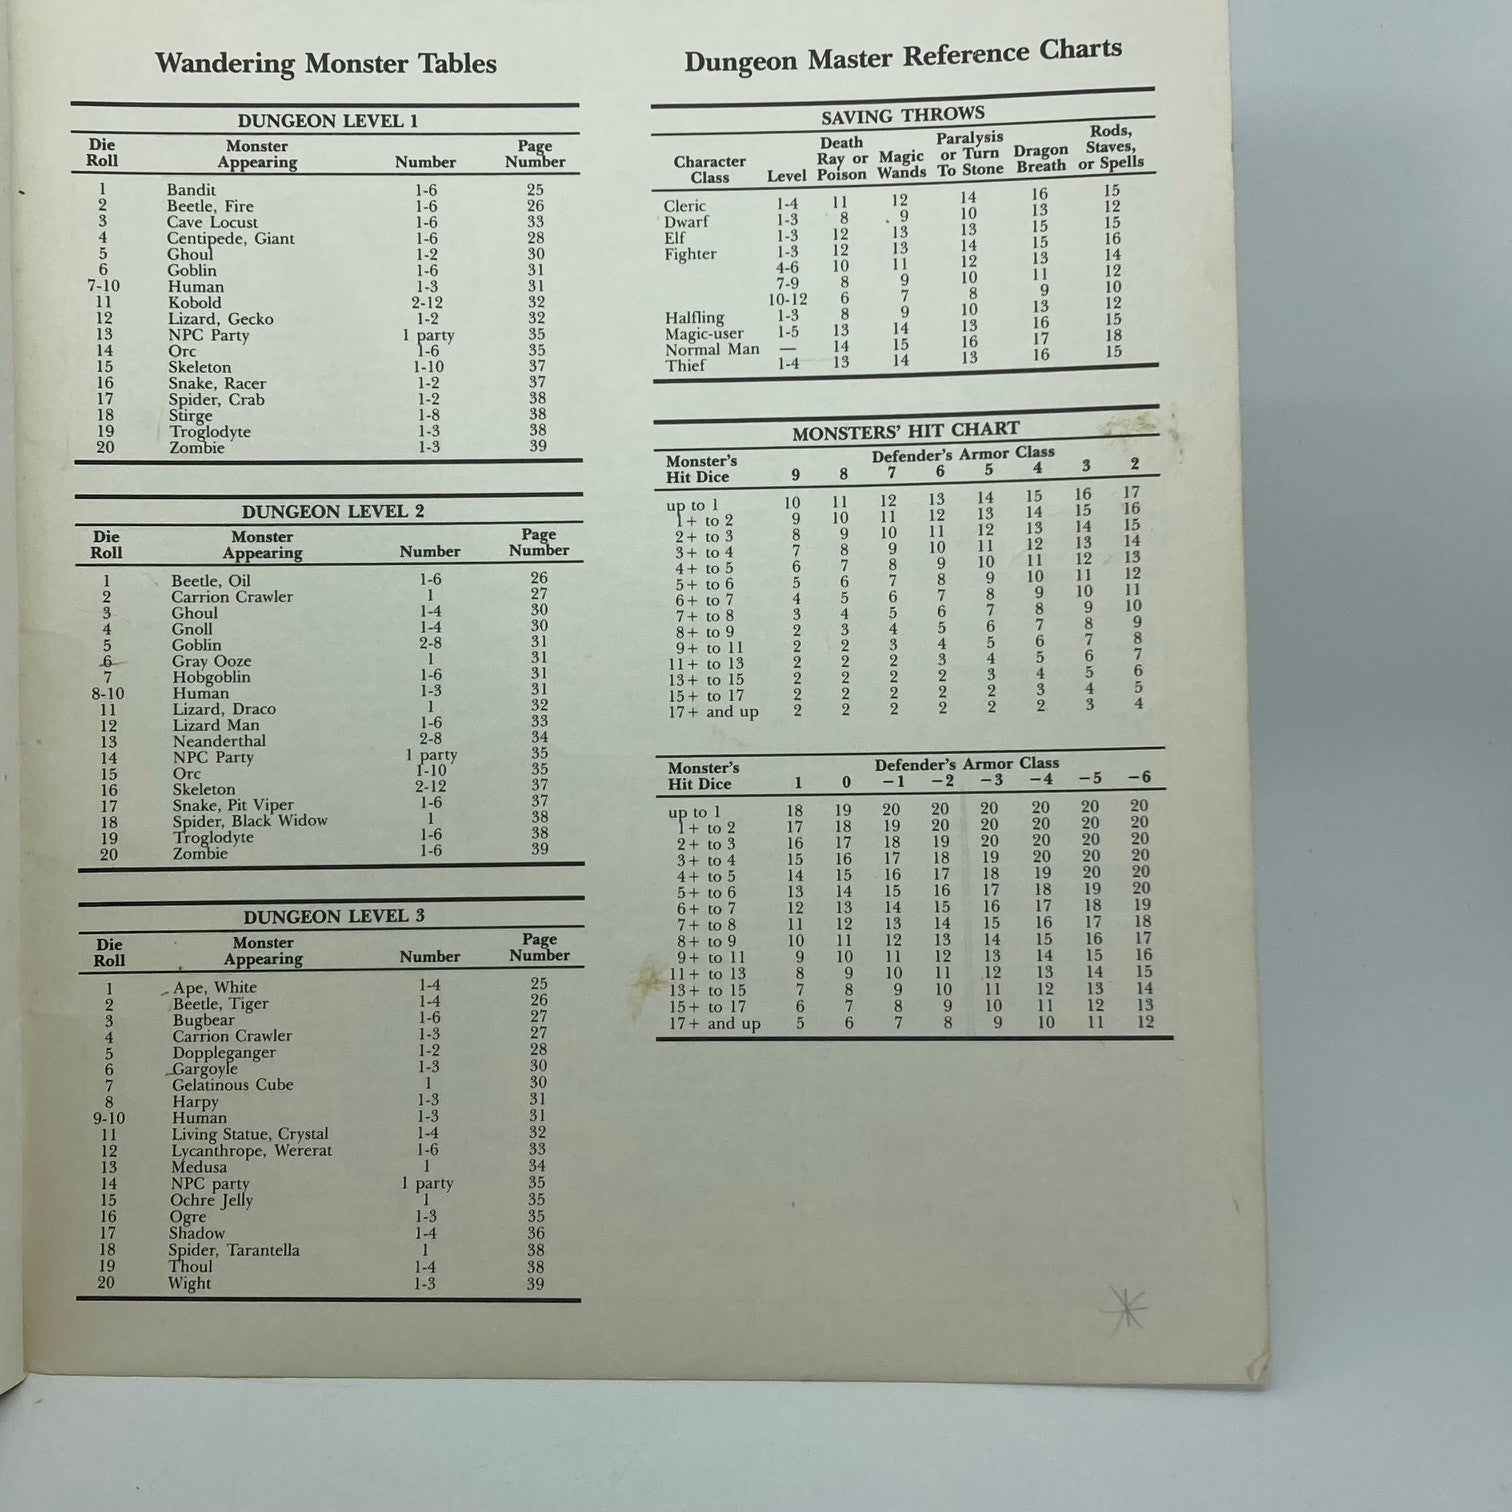 Wandering Monster Tables
DUNGEON LEVEL 1
Die Roll Monster Appearing Number Page Number
1 Bandit 1-6 25
2 Beetle, Fire 1-6 26
3 Cave Locust 1-6 33
4 Centipede, Giant 1-6 28
5 Ghoul 1-2 30
6 Goblin 1-6 31
7-10 Human 1-3 31
11 Kobold 2-12 32
12 Lizard, Gecko 1-2 32
13 NPC Party 1 party 35
14 Orc 1-6 35
15 Skeleton 1-10 37
16 Snake, Racer 1-2 37
17 Spider, Crab 1-2 38
18 Stirge 1-8 38
19 Troglodyte 1-3 38
20 Zombie 1-3 39
DUNGEON LEVEL 2
Die Roll Monster Appearing Number Page Number
1 Beetle, Oil 1-6 26
2 Carrion Crawler 1 27
3 Ghoul 1-4 30
4 Gnoll 1-4 30
5 Goblin 2-8 31
6 Gray Ooze 1 31
7 Hobgoblin 1-6 31
8-10 Human 1-3 31
11 Lizard, Draco 1 32
12 Lizard Man 1-6 33
13 Neanderthal 2-8 34
14 NPC Party 1 party 35
15 Orc 1-10 35
16 Skeleton 2-12 37
17 Snake, Pit Viper 1-6 37
18 Spider, Black Widow 1 38
19 Troglodyte 1-6 38
20 Zombie 1-6 39
DUNGEON LEVEL 3
Die Roll Monster Appearing Number Page Number
1 Ape, White 1-4 25
2 Beetle, Tiger 1-4 26
3 Bugbear 1-6 27
4 Carrion Crawler 1-3 27
5 Doppleganger 1-2 28
6 Gargoyle 1-3 30
7 Gelatinous Cube 1 30
8 Harpy 1-3 31
9-10 Human 1-3 31
11 Living Statue, Crystal 1-4 32
12 Lycanthrope, Wererat 1-6 33
13 Medusa 1 34
14 NPC party 1 party 35
15 Ochre Jelly 1 35
16 Ogre 1-3 35
17 Shadow 1-4 36
18 Spider, Tarantella 1 38
19 Thoul 1-4 38
20 Wight 1-3 39
Dungeon Master Reference Charts
SAVING THROWS
Character Class Level Death Ray or Poison Magic Wands Paralysis or Turn To Stone Dragon Breath Rods, Staves, or Spells
Cleric 1-4 11 12 14 16 15
Dwarf 1-3 8 9 10 13 12
Elf 1-3 12 13 13 15 15
Fighter 1-3 12 13 14 15 16
4-6 10 11 12 13 14
7-9 8 9 10 11 12
10-12 6 7 8 9 10
Halfling 1-3 8 9 10 13 12
Magic-user 1-5 13 14 13 16 15
Normal Man — 14 15 16 17 18
Thief 1-4 13 14 13 16 15
MONSTERS' HIT CHART
Monster's Hit Dice Defender's Armor Class
9 8 7 6 5 4 3 2
up to 1 10 11 12 13 14 15 16 17
1+ to 2 9 10 11 12 13 14 15 16
2+ to 3 8 9 10 11 12 13 14 15
3+ to 4 7 8 9 10 11 12 13 14
4+ to 5 6 7 8 9 10 11 12 13
5+ to 6 5 6 7 8 9 10 11 12
6+ to 7 4 5 6 7 8 9 10 11
7+ to 8 3 4 5 6 7 8 9 10
8+ to 9 2 3 4 5 6 7 8 9
9+ to 11 2 2 3 4 5 6 7 8
11+ to 13 2 2 2 3 4 5 6 7
13+ to 15 2 2 2 2 3 4 5 6
15+ to 17 2 2 2 2 2 3 4 5
17+ and up 2 2 2 2 2 2 3 4
Monster's Hit Dice Defender's Armor Class
1 0 −1 −2 −3 −4 −5 −6
up to 1 18 19 20 20 20 20 20 20
1+ to 2 17 18 19 20 20 20 20 20
2+ to 3 16 17 18 19 20 20 20 20
3+ to 4 15 16 17 18 19 20 20 20
4+ to 5 14 15 16 17 18 19 20 20
5+ to 6 13 14 15 16 17 18 19 20
6+ to 7 12 13 14 15 16 17 18 19
7+ to 8 11 12 13 14 15 16 17 18
8+ to 9 10 11 12 13 14 15 16 17
9+ to 11 9 10 11 12 13 14 15 16
11+ to 13 8 9 10 11 12 13 14 15
13+ to 15 7 8 9 10 11 12 13 14
15+ to 17 6 7 8 9 10 11 12 13
17+ and up 5 6 7 8 9 10 11 12